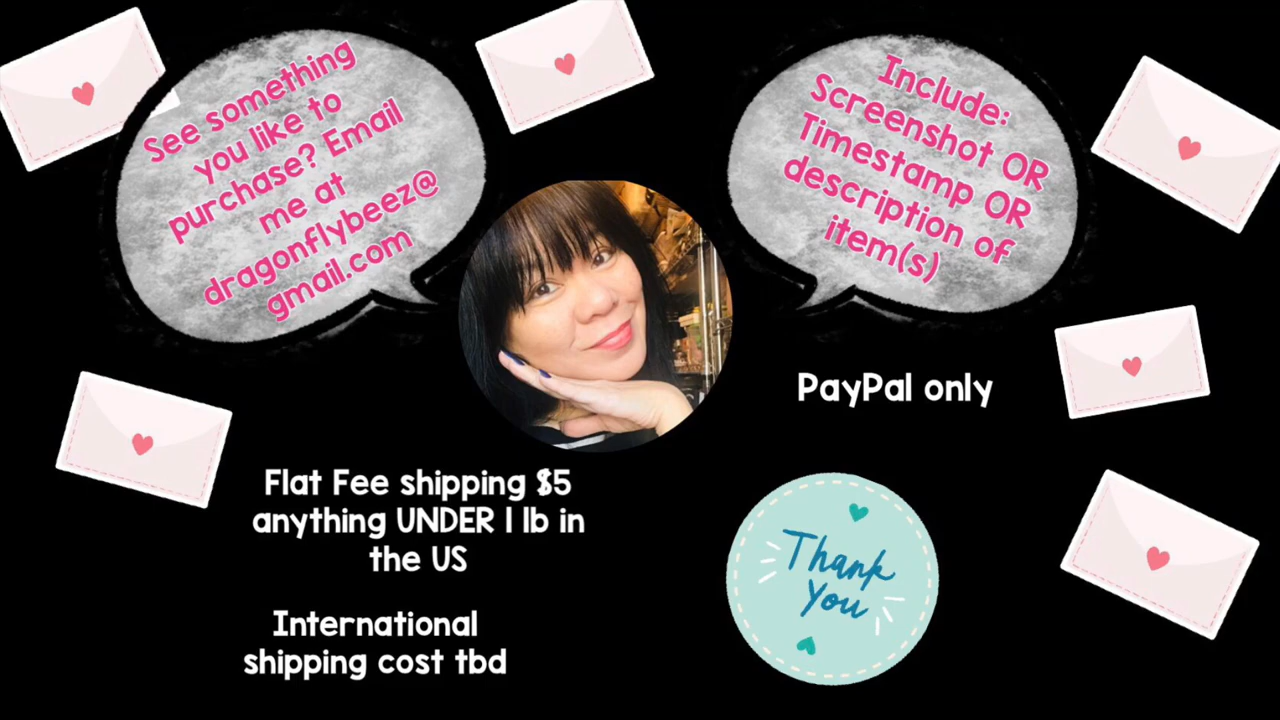 See something
you like to
purchase? Email
me at
dragonflybeez@
gmail.com
Include:
Screenshot OR
Timestamp OR
description of
item(s)
PayPal only
Flat Fee shipping $5
anything UNDER 1 lb in
the US
International
shipping cost tbd
Thank
You